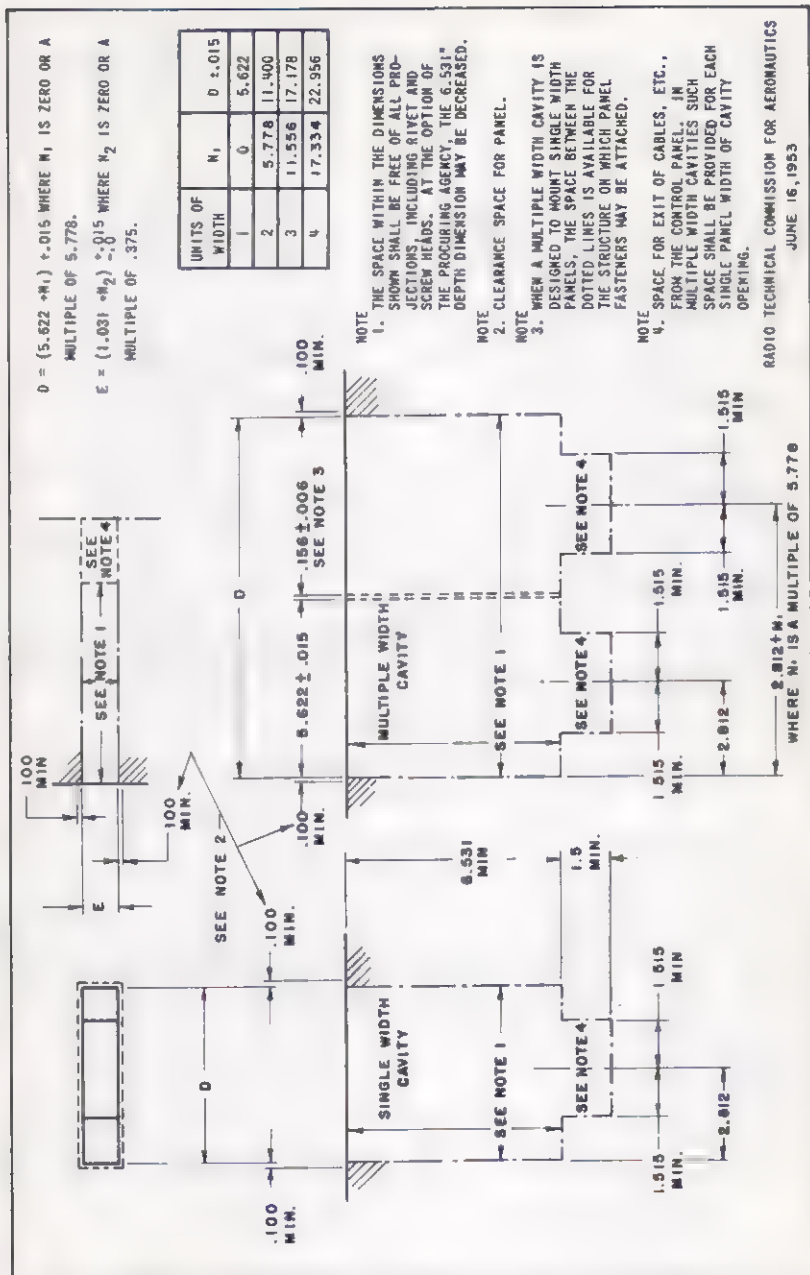 D = (5.622 +N₁) ±.015 WHERE N₁ IS ZERO OR A
MULTIPLE OF 5.778.
E = (1.031 +N₂) +.015 -.0 WHERE N₂ IS ZERO OR A
MULTIPLE OF .375.
UNITS OF WIDTH N₁ D ±.015
1 0 5.622
2 5.778 11.400
3 11.556 17.178
4 17.334 22.956
NOTE
1. THE SPACE WITHIN THE DIMENSIONS
SHOWN SHALL BE FREE OF ALL PRO-
JECTIONS, INCLUDING RIVET AND
SCREW HEADS. AT THE OPTION OF
THE PROCURING AGENCY, THE 6.531"
DEPTH DIMENSION MAY BE DECREASED.
NOTE
2. CLEARANCE SPACE FOR PANEL.
NOTE
3. WHEN A MULTIPLE WIDTH CAVITY IS
DESIGNED TO MOUNT SINGLE WIDTH
PANELS, THE SPACE BETWEEN THE
DOTTED LINES IS AVAILABLE FOR
THE STRUCTURE ON WHICH PANEL
FASTENERS MAY BE ATTACHED.
NOTE
4. SPACE FOR EXIT OF CABLES, ETC.,
FROM THE CONTROL PANEL. IN
MULTIPLE WIDTH CAVITIES SUCH
SPACE SHALL BE PROVIDED FOR EACH
SINGLE PANEL WIDTH OF CAVITY
OPENING.
RADIO TECHNICAL COMMISSION FOR AERONAUTICS
JUNE 16,1953
100
MIN
SEE NOTE 1
SEE
NOTE 4
E
.100
MIN.
SEE NOTE 2
D
.100
MIN.
.100
MIN.
SINGLE WIDTH
CAVITY
SEE NOTE 1
SEE NOTE 4
1.515
MIN.
1.515
MIN
2.812
6.531
MIN
1.5
MIN.
D
.100
MIN.
5.622±.015
.156±.006
SEE NOTE 3
.100
MIN.
MULTIPLE WIDTH
CAVITY
SEE NOTE 1
SEE NOTE 4
SEE NOTE 4
1.515
MIN.
1.515
MIN.
2.812
1.515
MIN.
1.515
MIN
2.812+N₁
WHERE N₁ IS A MULTIPLE OF 5.778